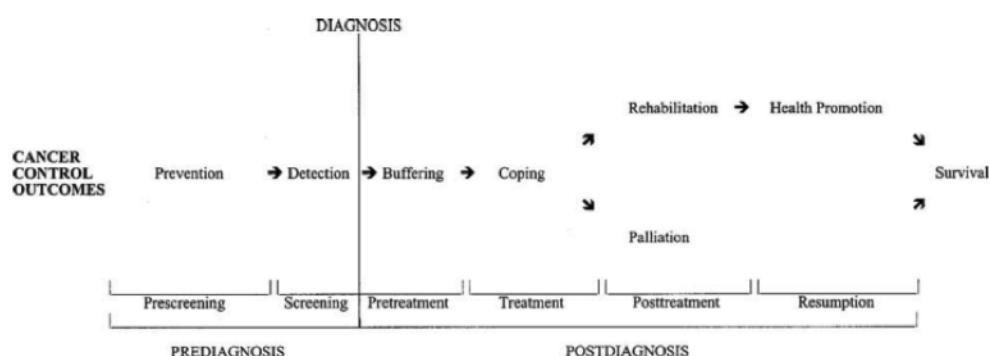 DIAGNOSIS
Rehabilitation → Health Promotion
CANCER
CONTROL
OUTCOMES
Prevention → Detection → Buffering → Coping
Survival
Palliation
Prescreening Screening Pretreatment Treatment Posttreatment Resumption
PREDIAGNOSIS POSTDIAGNOSIS